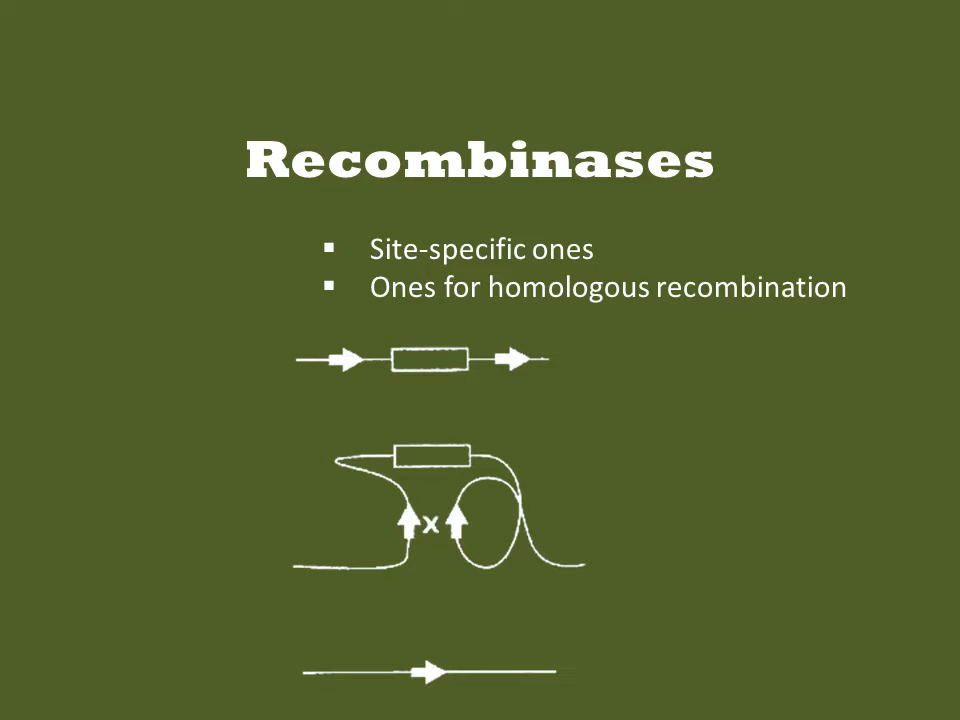 Recombinases
▪ Site-specific ones
▪ Ones for homologous recombination
X